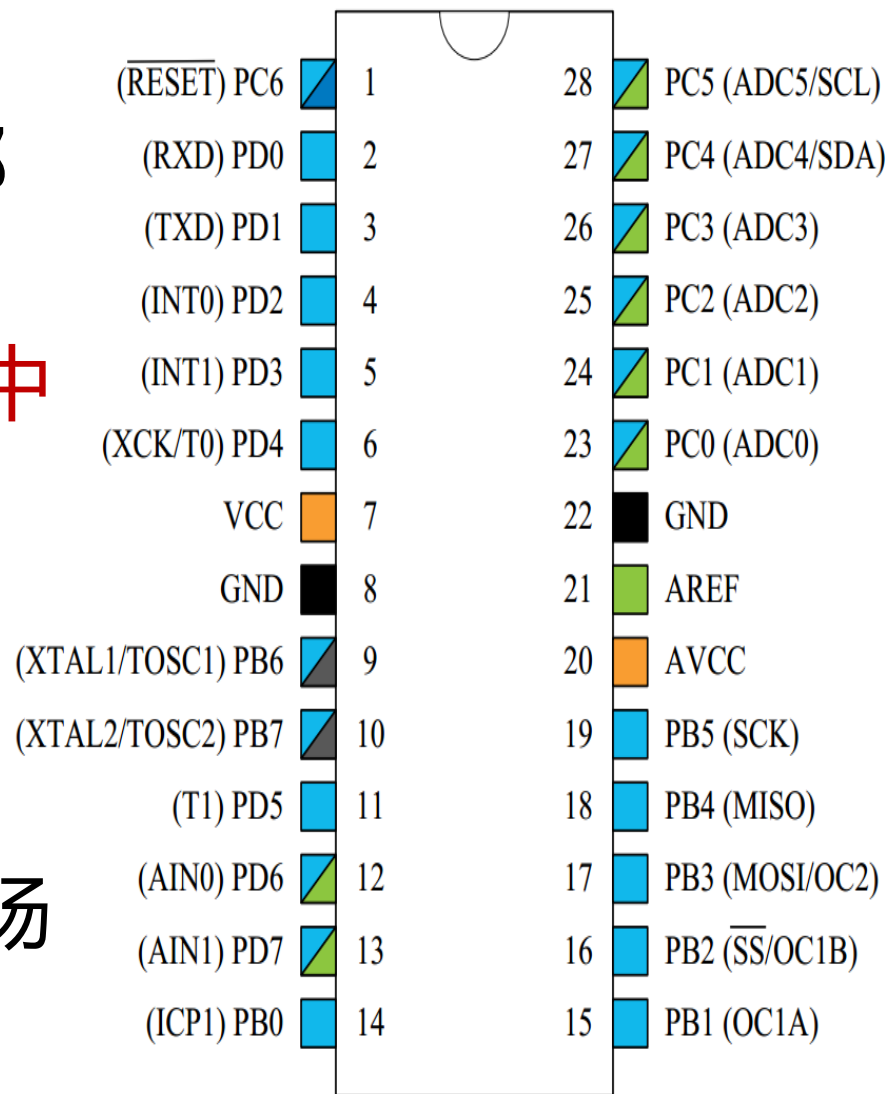 (RESET) PC6 1 28 PC5 (ADC5/SCL)
(RXD) PD0 2 27 PC4 (ADC4/SDA)
(TXD) PD1 3 26 PC3 (ADC3)
(INT0) PD2 4 25 PC2 (ADC2)
中
(INT1) PD3 5 24 PC1 (ADC1)
(XCK/T0) PD4 6 23 PC0 (ADC0)
VCC 7 22 GND
GND 8 21 AREF
(XTAL1/TOSC1) PB6 9 20 AVCC
(XTAL2/TOSC2) PB7 10 19 PB5 (SCK)
(T1) PD5 11 18 PB4 (MISO)
(AIN0) PD6 12 17 PB3 (MOSI/OC2)
(AIN1) PD7 13 16 PB2 (SS/OC1B)
(ICP1) PB0 14 15 PB1 (OC1A)